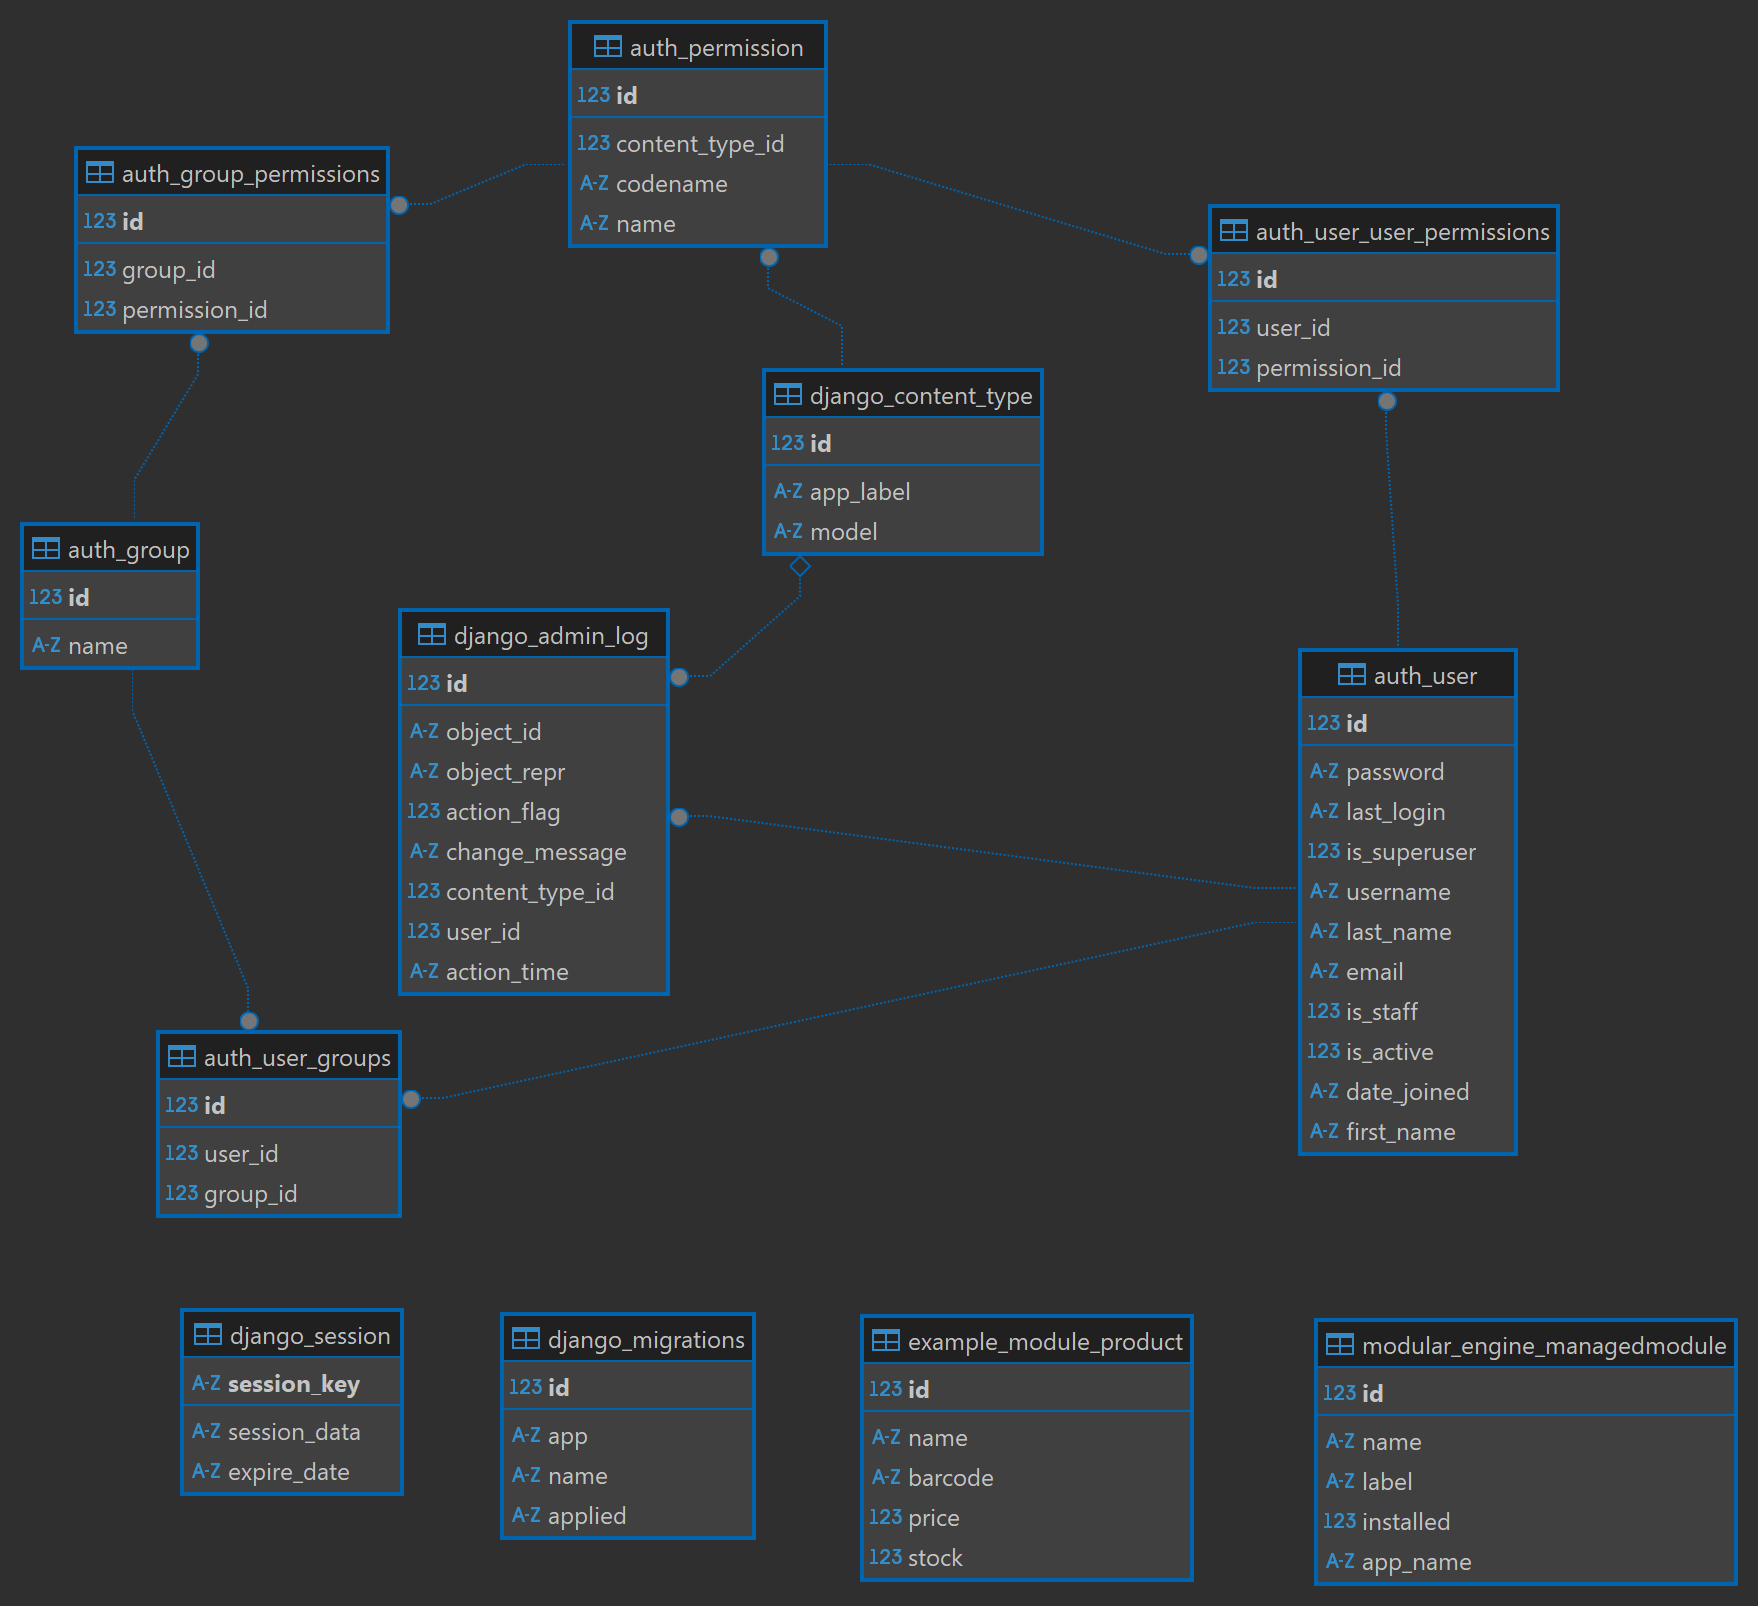 auth_permission
123 id
123 content_type_id
A-Z codename
A-Z name
auth_group_permissions
123 id
123 group_id
123 permission_id
auth_user_user_permissions
123 id
123 user_id
123 permission_id
django_content_type
123 id
A-Z app_label
A-Z model
auth_group
123 id
A-Z name
django_admin_log
123 id
A-Z object_id
A-Z object_repr
123 action_flag
A-Z change_message
123 content_type_id
123 user_id
A-Z action_time
auth_user
123 id
A-Z password
A-Z last_login
123 is_superuser
A-Z username
A-Z last_name
A-Z email
123 is_staff
123 is_active
A-Z date_joined
A-Z first_name
auth_user_groups
123 id
123 user_id
123 group_id
django_session
A-Z session_key
A-Z session_data
A-Z expire_date
django_migrations
123 id
A-Z app
A-Z name
A-Z applied
example_module_product
123 id
A-Z name
A-Z barcode
123 price
123 stock
modular_engine_managedmodule
123 id
A-Z name
A-Z label
123 installed
A-Z app_name